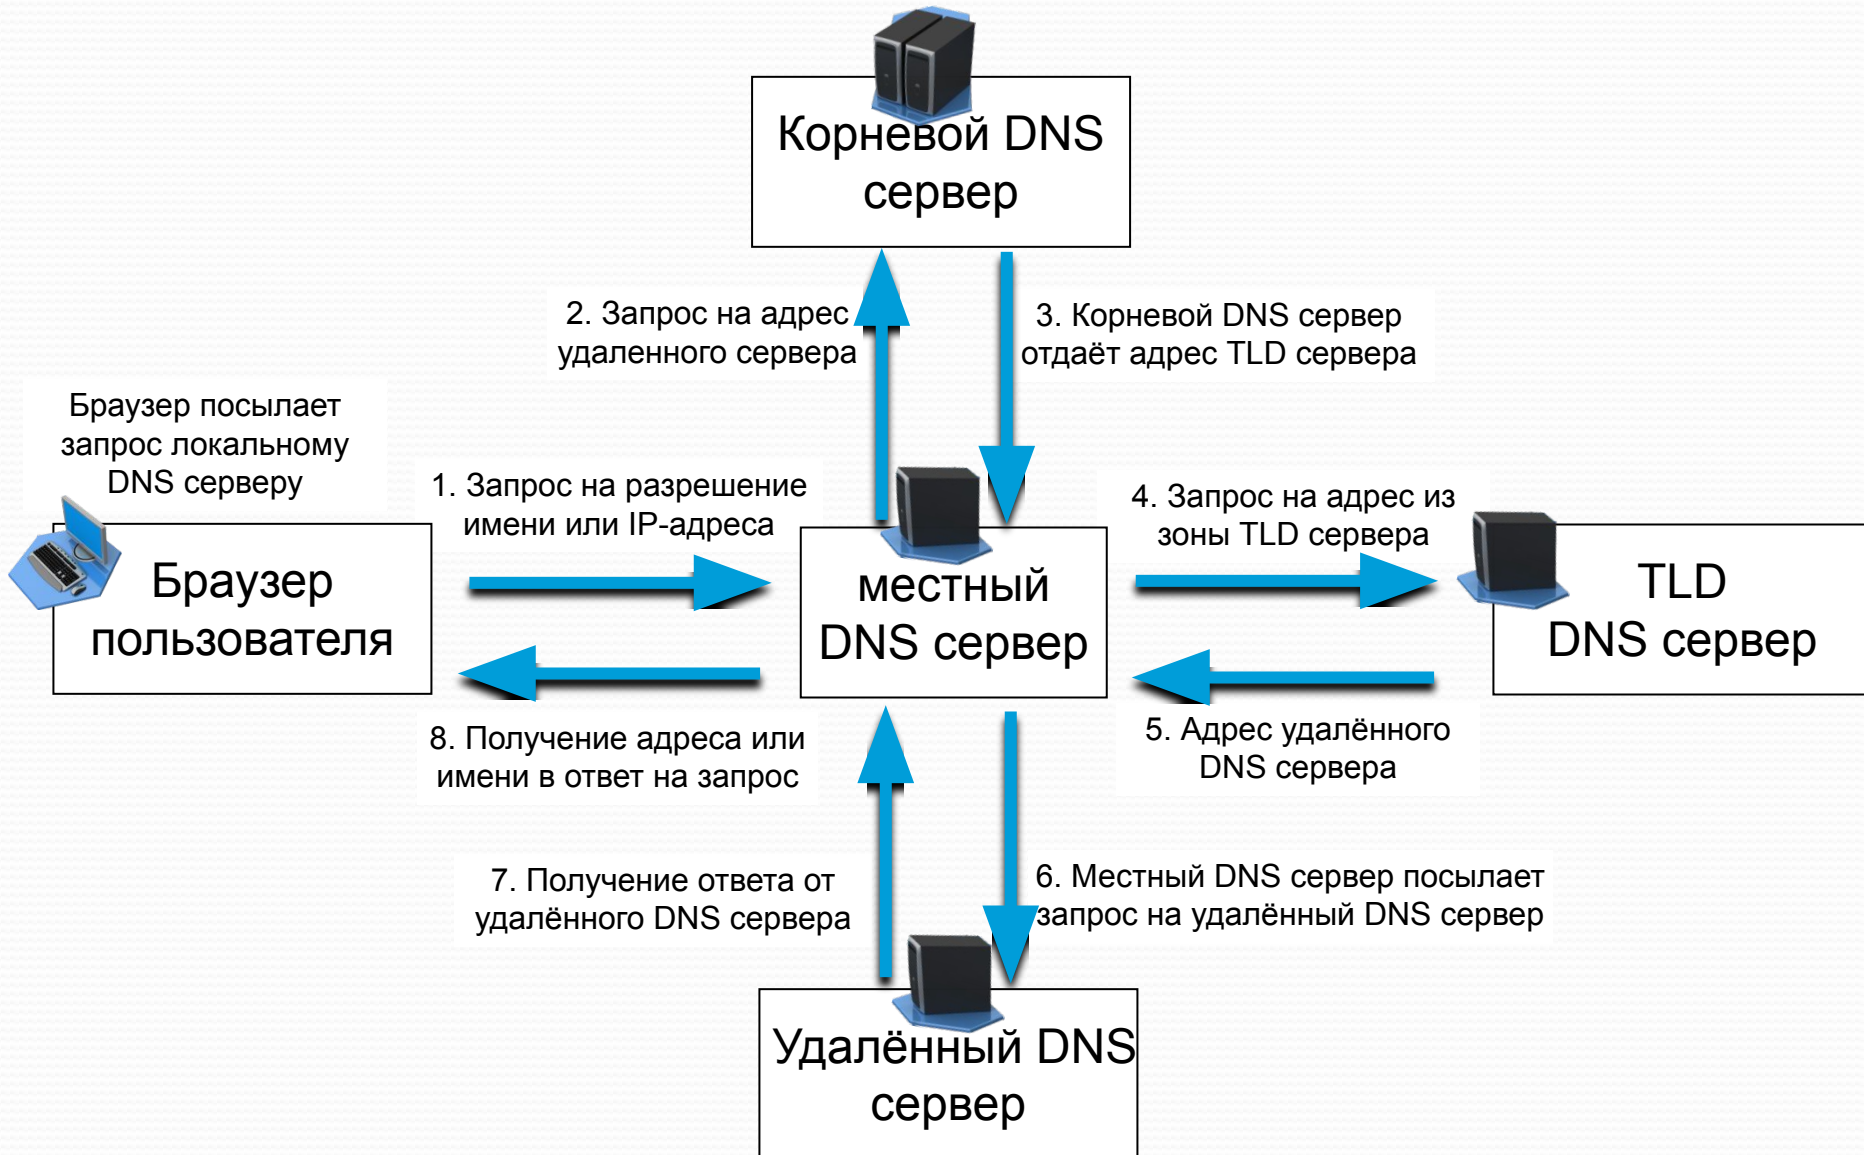 Корневой DNS
сервер
2. Запрос на адрес
удаленного сервера
3. Корневой DNS сервер
отдаёт адрес TLD сервера
Браузер посылает
запрос локальному
DNS серверу
1. Запрос на разрешение
имени или IP-адреса
4. Запрос на адрес из
зоны TLD сервера
Браузер
пользователя
местный
DNS сервер
TLD
DNS сервер
8. Получение адреса или
имени в ответ на запрос
5. Адрес удалённого
DNS сервера
7. Получение ответа от
удалённого DNS сервера
6. Местный DNS сервер посылает
запрос на удалённый DNS сервер
Удалённый DNS
сервер